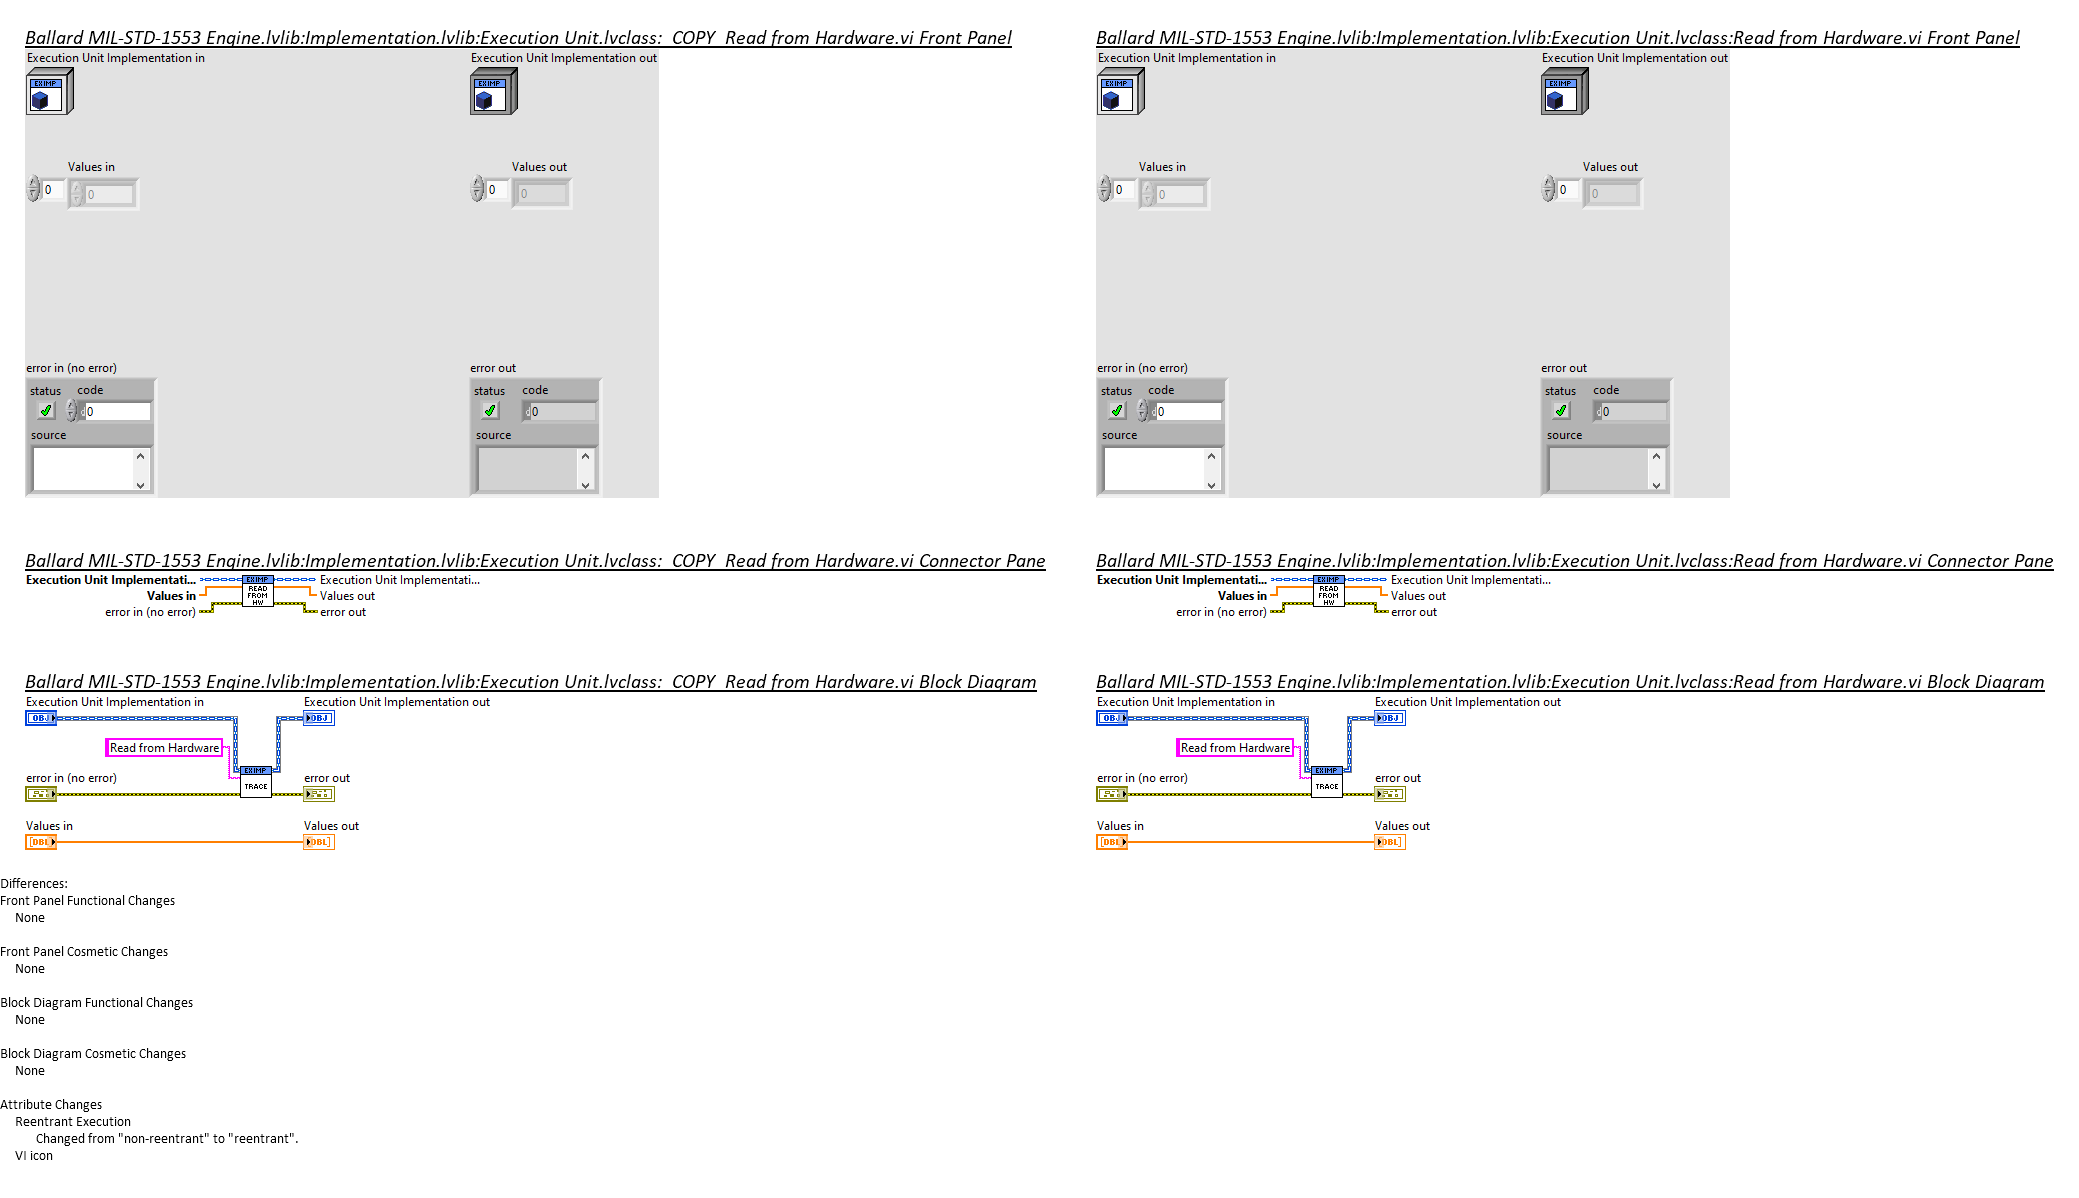 Ballard MIL-STD-1553 Engine.lvlib:Implementation.lvlib:Execution Unit.lvclass:  COPY  Read from Hardware.vi Front Panel
Execution Unit Implementation in
Execution Unit Implementation out
EXIMP
EXIMP
Values in
Values out
0
0
0
0
error in (no error)
error out
status
code
status
code
d0
d0
source
source
Ballard MIL-STD-1553 Engine.lvlib:Implementation.lvlib:Execution Unit.lvclass:Read from Hardware.vi Front Panel
Execution Unit Implementation in
Execution Unit Implementation out
EXIMP
EXIMP
Values in
Values out
0
0
0
0
error in (no error)
error out
status
code
status
code
d0
d0
source
source
Ballard MIL-STD-1553 Engine.lvlib:Implementation.lvlib:Execution Unit.lvclass:  COPY  Read from Hardware.vi Connector Pane
Execution Unit Implementati...
EXIMP
Execution Unit Implementati...
Values in
READ
FROM
HW
Values out
error in (no error)
error out
Ballard MIL-STD-1553 Engine.lvlib:Implementation.lvlib:Execution Unit.lvclass:Read from Hardware.vi Connector Pane
Execution Unit Implementati...
EXIMP
Execution Unit Implementati...
Values in
READ
FROM
HW
Values out
error in (no error)
error out
Ballard MIL-STD-1553 Engine.lvlib:Implementation.lvlib:Execution Unit.lvclass:  COPY  Read from Hardware.vi Block Diagram
Execution Unit Implementation in
Execution Unit Implementation out
OBJ
OBJ
Read from Hardware
EXIMP
TRACE
error in (no error)
error out
Values in
Values out
[DBL]
[DBL]
Ballard MIL-STD-1553 Engine.lvlib:Implementation.lvlib:Execution Unit.lvclass:Read from Hardware.vi Block Diagram
Execution Unit Implementation in
Execution Unit Implementation out
OBJ
OBJ
Read from Hardware
EXIMP
TRACE
error in (no error)
error out
Values in
Values out
[DBL]
[DBL]
Differences:
Front Panel Functional Changes
None
Front Panel Cosmetic Changes
None
Block Diagram Functional Changes
None
Block Diagram Cosmetic Changes
None
Attribute Changes
Reentrant Execution
Changed from "non-reentrant" to "reentrant".
VI icon